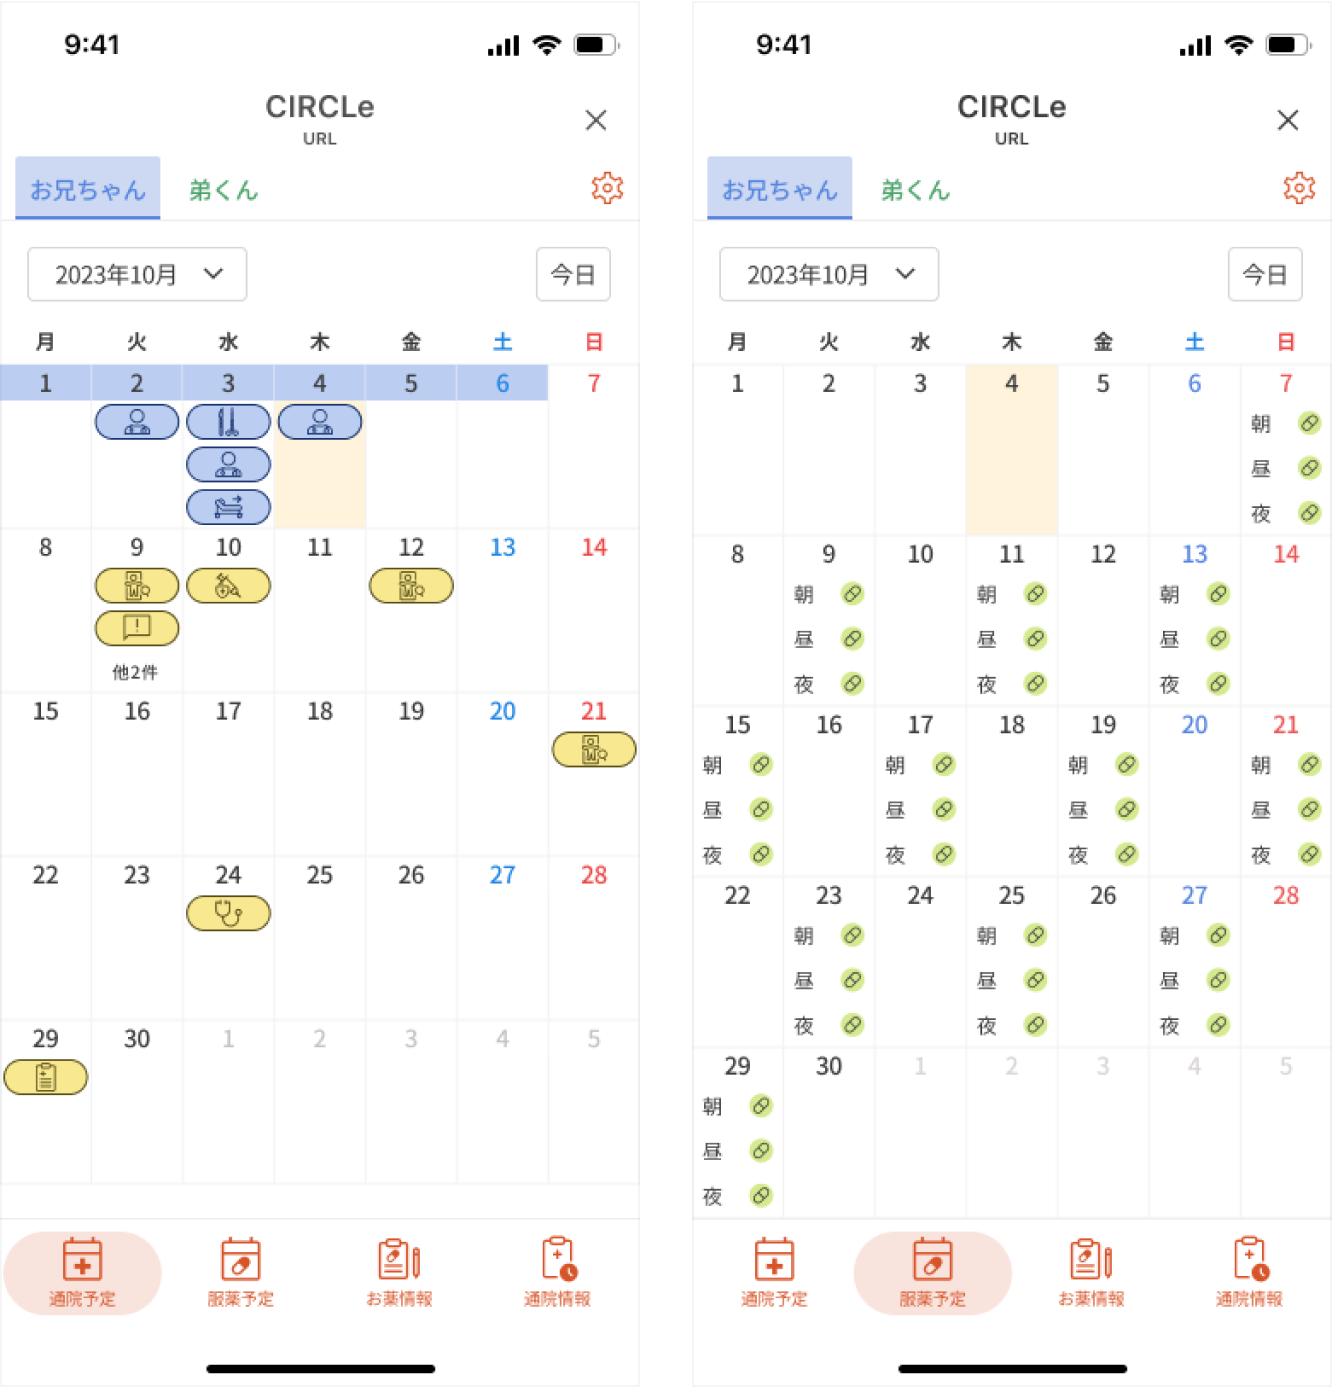 9:41
CIRCLe
URL
お兄ちゃん 弟くん
2023年10月 今日
月 火 水 木 金 土 日
1 2 3 4 5 6 7
8 9 10 11 12 13 14
他2件
15 16 17 18 19 20 21
22 23 24 25 26 27 28
29 30 1 2 3 4 5
通院予定 服薬予定 お薬情報 通院情報
9:41
CIRCLe
URL
お兄ちゃん 弟くん
2023年10月 今日
月 火 水 木 金 土 日
1 2 3 4 5 6 7
朝
昼
夜
8 9 10 11 12 13 14
朝 朝 朝
昼 昼 昼
夜 夜 夜
15 16 17 18 19 20 21
朝 朝 朝 朝
昼 昼 昼 昼
夜 夜 夜 夜
22 23 24 25 26 27 28
朝 朝 朝
昼 昼 昼
夜 夜 夜
29 30 1 2 3 4 5
朝
昼
夜
通院予定 服薬予定 お薬情報 通院情報